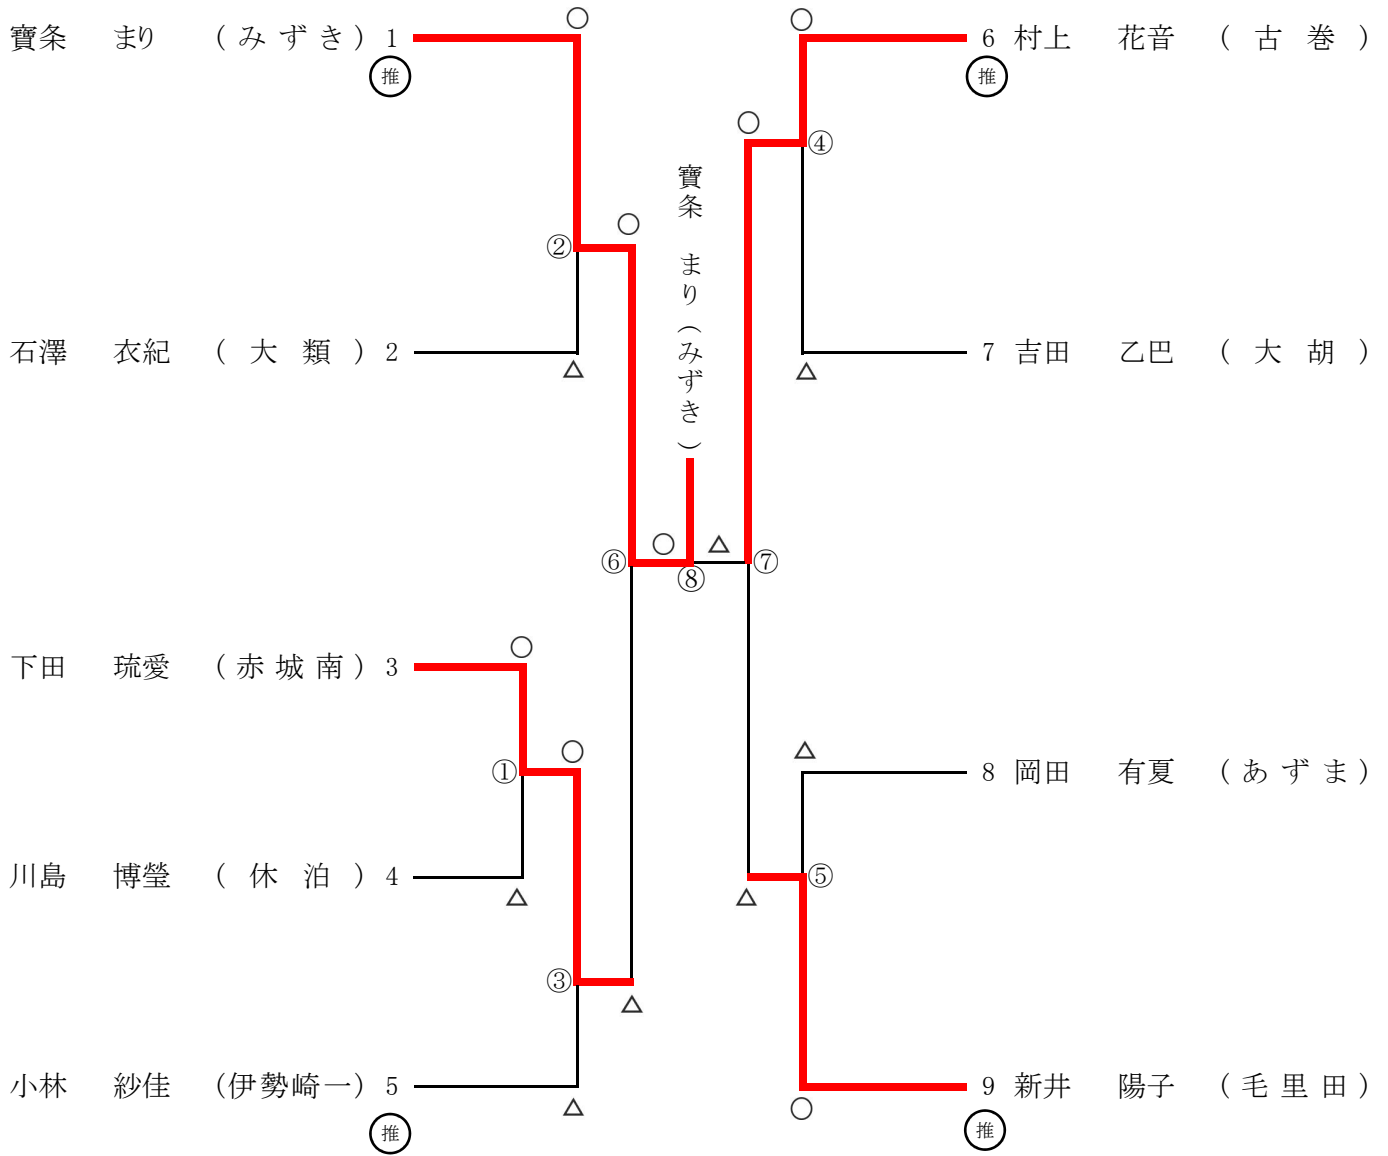 寶条 まり (みずき) 1
推
石澤 衣紀 (大類) 2
下田 琉愛 (赤城南) 3
川島 博瑩 (休泊) 4
小林 紗佳 (伊勢崎一) 5
推
②
⑥
①
③
寶条 まり(みずき)
⑧
④
⑦
⑤
6 村上 花音 (古巻)
推
7 吉田 乙巴 (大胡)
8 岡田 有夏 (あずま)
9 新井 陽子 (毛里田)
推